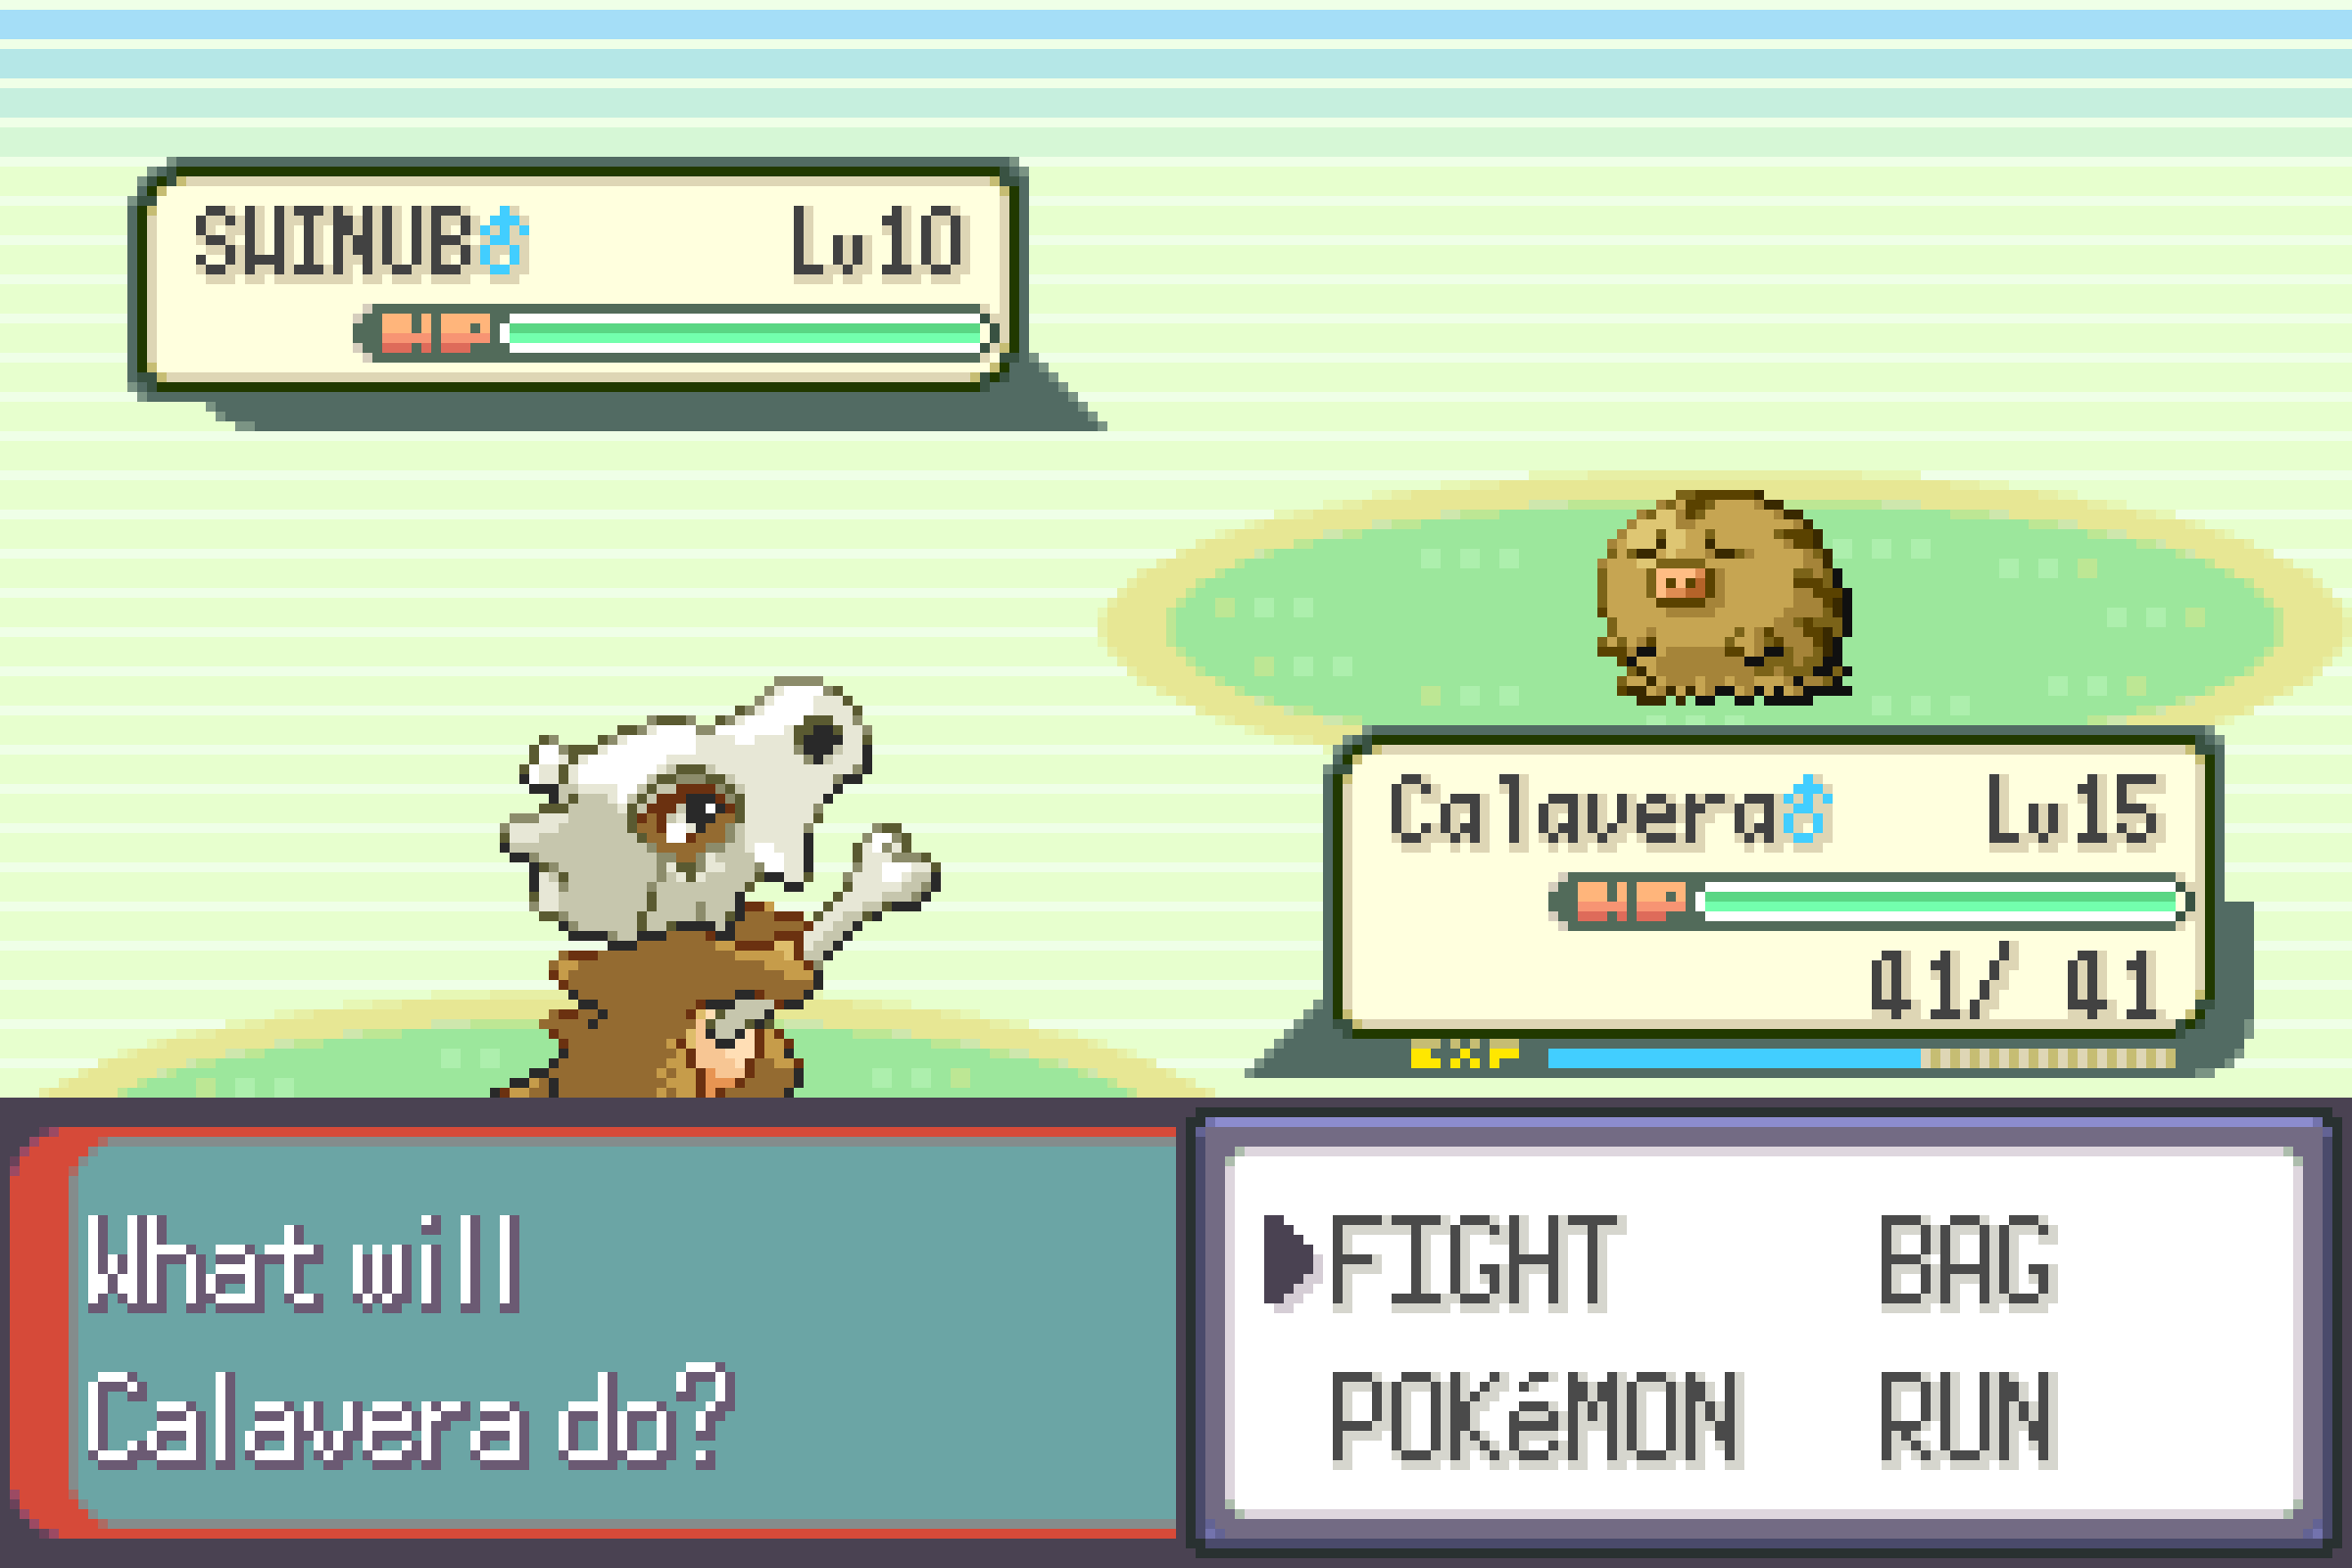 SWINUB♂ Lv10
HP
Calavera♂ Lv15
HP
41/ 41
EXP
What will
Calavera do?
▶FIGHT BAG
POKéMON RUN